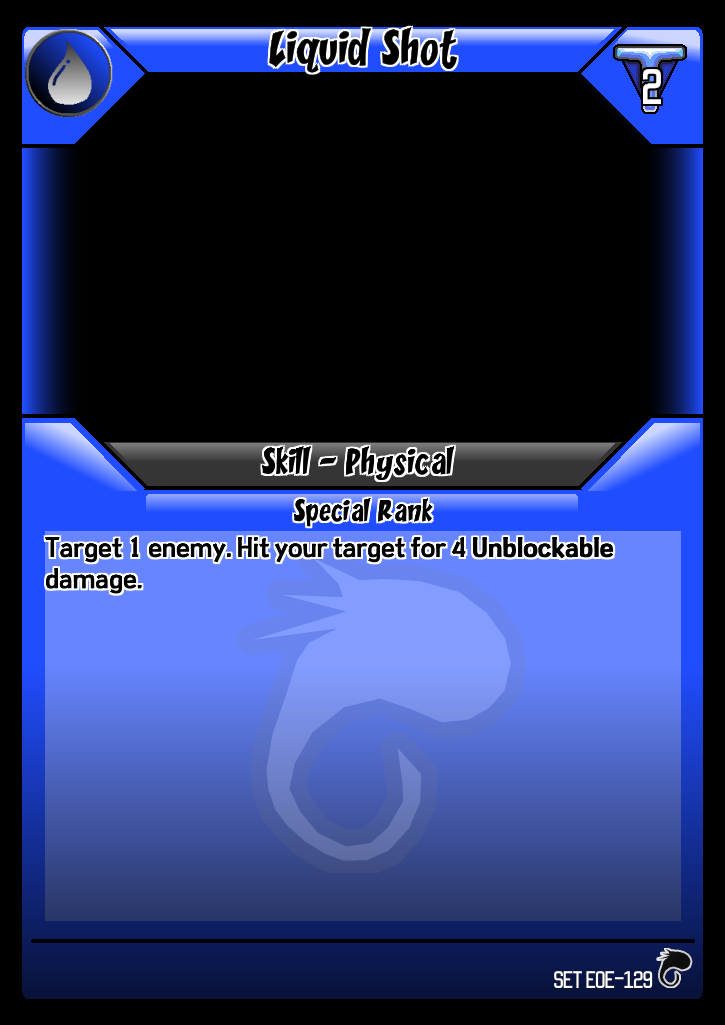 Liquid Shot
2
Skill - Physical
Special Rank
Target 1 enemy. Hit your target for 4 Unblockable
damage.
SET EOE-129